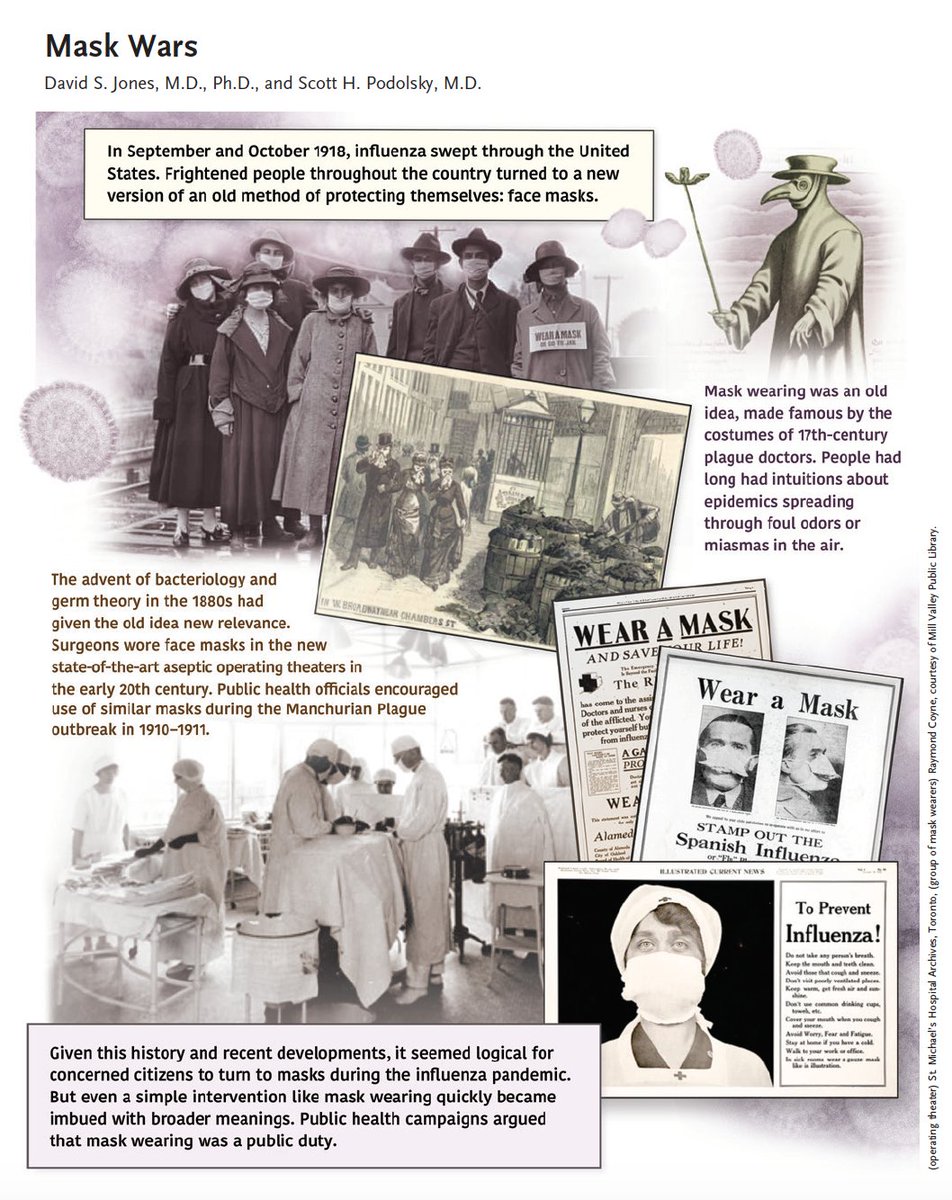 Mask Wars
David S. Jones, M.D., Ph.D., and Scott H. Podolsky, M.D.
In September and October 1918, influenza swept through the United
States. Frightened people throughout the country turned to a new
version of an old method of protecting themselves: face masks.
WEAR A MASK
OR GO TO JAIL
Mask wearing was an old
idea, made famous by the
costumes of 17th-century
plague doctors. People had
long had intuitions about
epidemics spreading
through foul odors or
miasmas in the air.
IN W. BROADWAY NEAR CHAMBERS ST
The advent of bacteriology and
germ theory in the 1880s had
given the old idea new relevance.
Surgeons wore face masks in the new
state-of-the-art aseptic operating theaters in
the early 20th century. Public health officials encouraged
use of similar masks during the Manchurian Plague
outbreak in 1910–1911.
WEAR A MASK
AND SAVE YOUR LIFE!
The R
has come to the assi
Doctors and nurses
of the afflicted. Yo
protect yourself bu
from influenz
A GA
PRO
WEA
Alamed
Wear a Mask
STAMP OUT THE
Spanish Influenza
or "Flu"
ILLUSTRATED CURRENT NEWS
To Prevent
Influenza!
Do not take any person's breath.
Keep the mouth and teeth clean.
Avoid those that cough and sneeze.
Don't visit poorly ventilated places.
Keep warm, get fresh air and sun-
shine.
Don't use common drinking cups,
towels, etc.
Cover your mouth when you cough
and sneeze.
Avoid Worry, Fear and Fatigue.
Stay at home if you have a cold.
Walk to your work or office.
In sick rooms wear a gauze mask
like in illustration.
Given this history and recent developments, it seemed logical for
concerned citizens to turn to masks during the influenza pandemic.
But even a simple intervention like mask wearing quickly became
imbued with broader meanings. Public health campaigns argued
that mask wearing was a public duty.
(operating theater) St. Michael's Hospital Archives, Toronto, (group of mask wearers) Raymond Coyne, courtesy of Mill Valley Public Library.